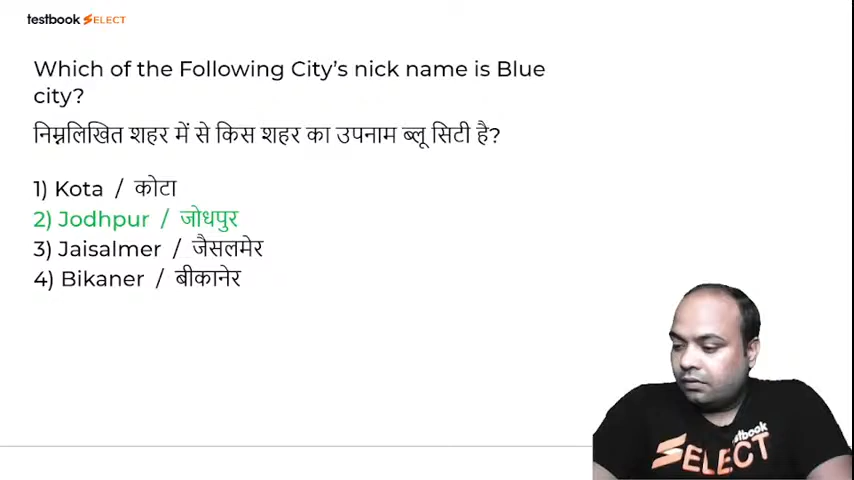 testbook SELECT
Which of the Following City's nick name is Blue
city?
निम्नलिखित शहर में से किस शहर का उपनाम ब्लू सिटी है?
1) Kota / कोटा
2) Jodhpur / जोधपुर
3) Jaisalmer / जैसलमेर
4) Bikaner / बीकानेर
testbook
SELECT